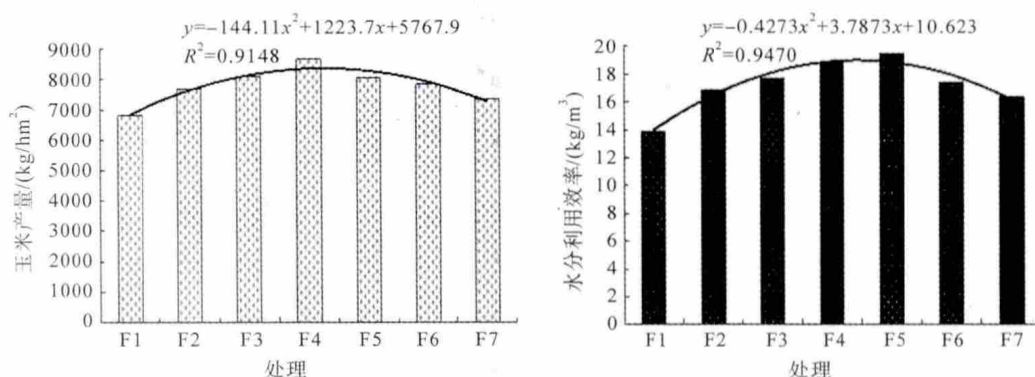 y=-144.11x²+1223.7x+5767.9
R²=0.9148
9000
8000
7000
6000
5000
4000
3000
2000
1000
0
玉米产量/(kg/hm²)
F1 F2 F3 F4 F5 F6 F7
处理
y=-0.4273x²+3.7873x+10.623
R²=0.9470
20
18
16
14
12
10
8
6
4
2
0
水分利用效率/(kg/m³)
F1 F2 F3 F4 F5 F6 F7
处理